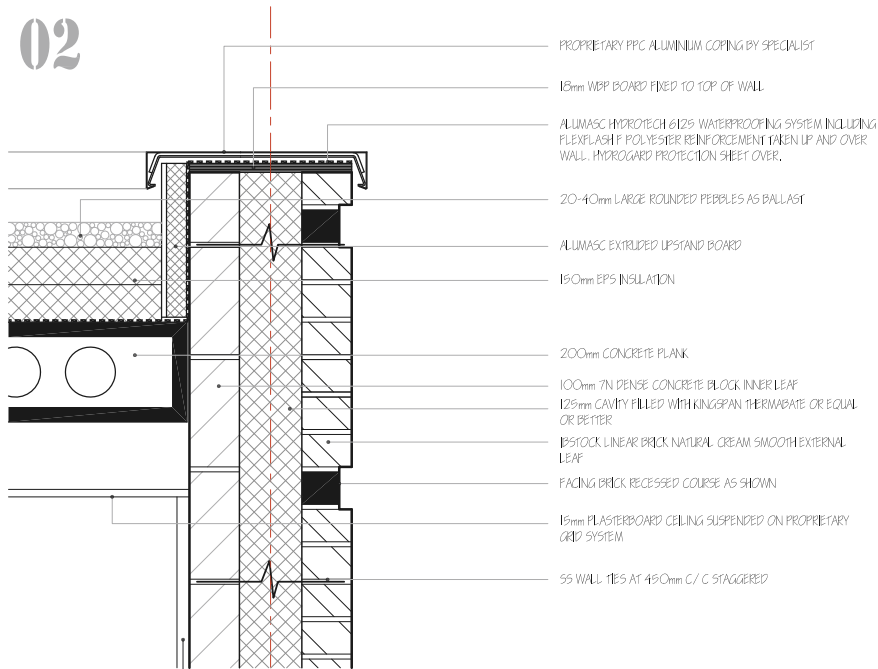 02
PROPRIETARY PPC ALUMINIUM COPING BY SPECIALIST
18mm WBP BOARD FIXED TO TOP OF WALL
ALUMASC HYDROTECH 6125 WATERPROOFING SYSTEM INCLUDING
FLEXFLASH F POLYESTER REINFORCEMENT TAKEN UP AND OVER
WALL. HYDROGARD PROTECTION SHEET OVER.
20-40mm LARGE ROUNDED PEBBLES AS BALLAST
ALUMASC EXTRUDED UPSTAND BOARD
150mm EPS INSULATION
200mm CONCRETE PLANK
100mm 7N DENSE CONCRETE BLOCK INNER LEAF
125mm CAVITY FILLED WITH KINGSPAN THERMABATE OR EQUAL
OR BETTER
IBSTOCK LINEAR BRICK NATURAL CREAM SMOOTH EXTERNAL
LEAF
FACING BRICK RECESSED COURSE AS SHOWN
15mm PLASTERBOARD CEILING SUSPENDED ON PROPRIETARY
GRID SYSTEM
SS WALL TIES AT 450mm C/C STAGGERED